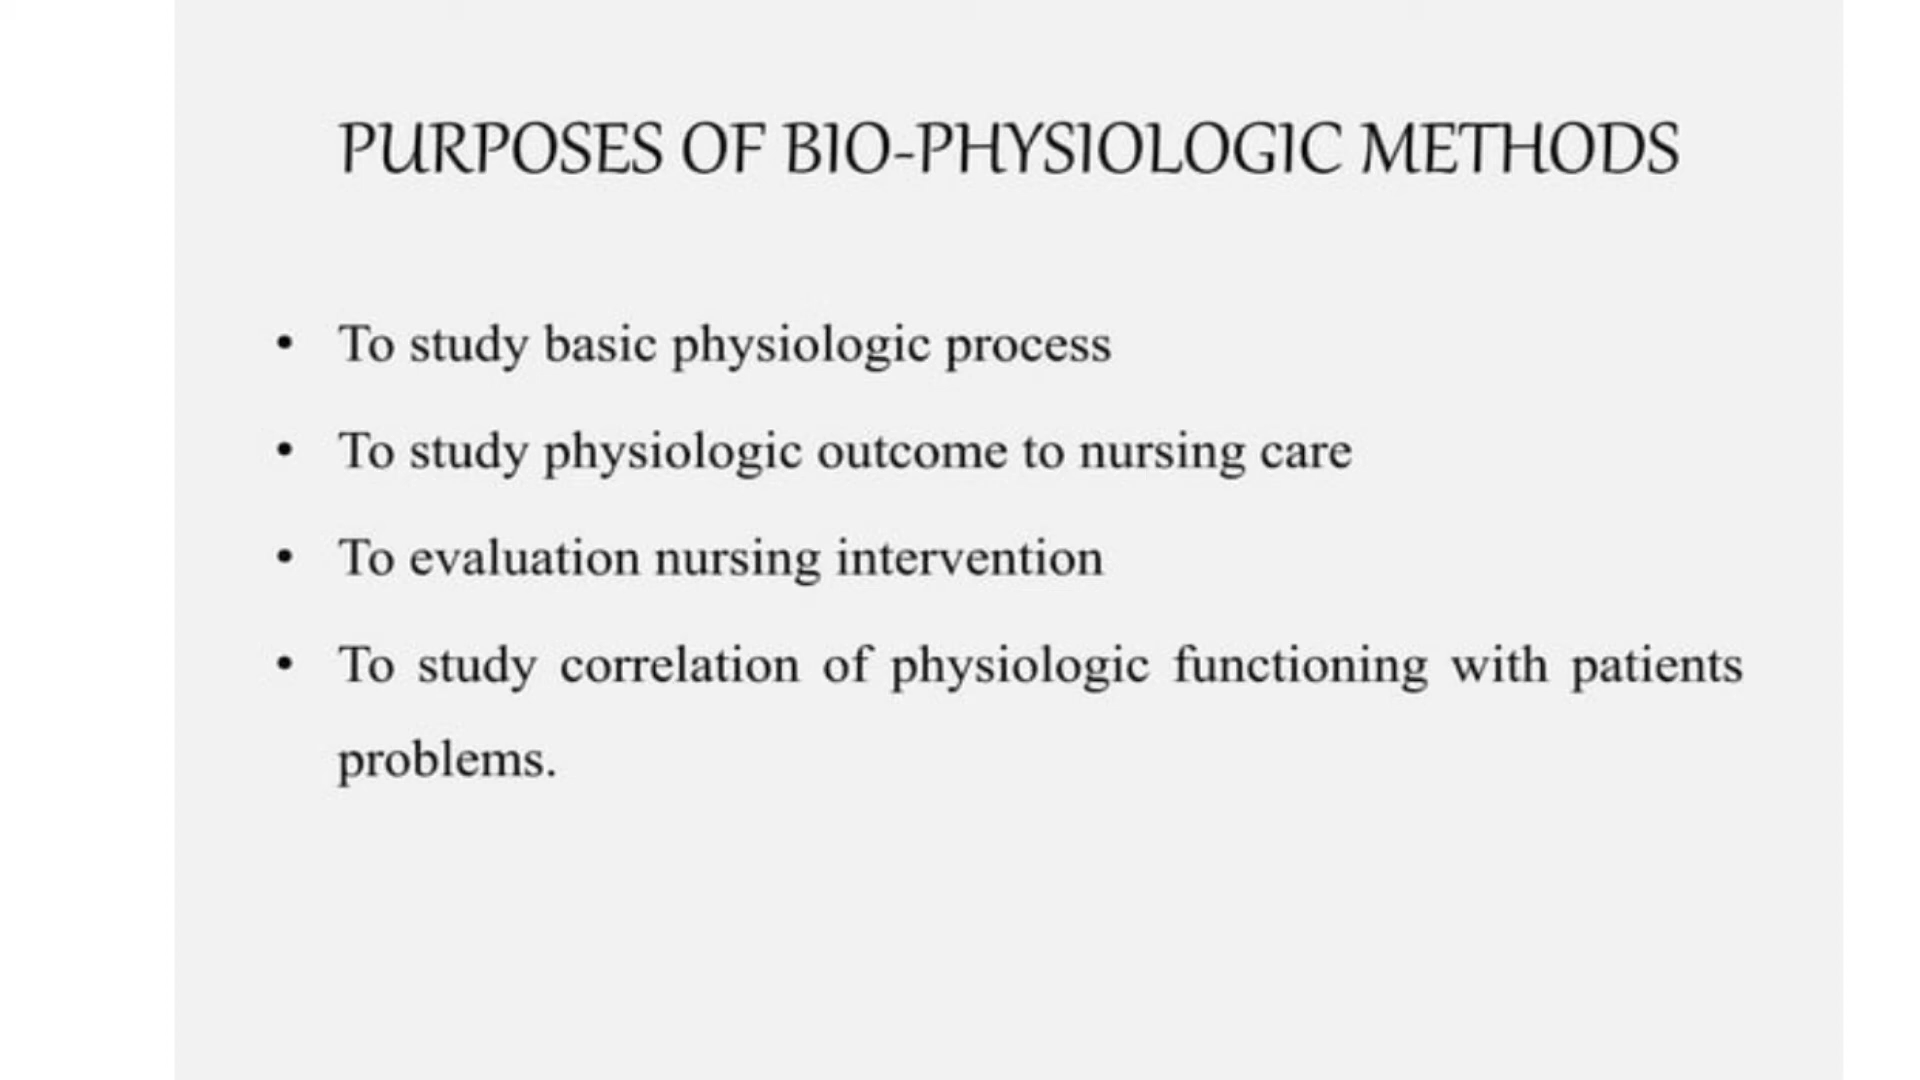 PURPOSES OF BIO-PHYSIOLOGIC METHODS
• To study basic physiologic process
• To study physiologic outcome to nursing care
• To evaluation nursing intervention
• To study correlation of physiologic functioning with patients
problems.